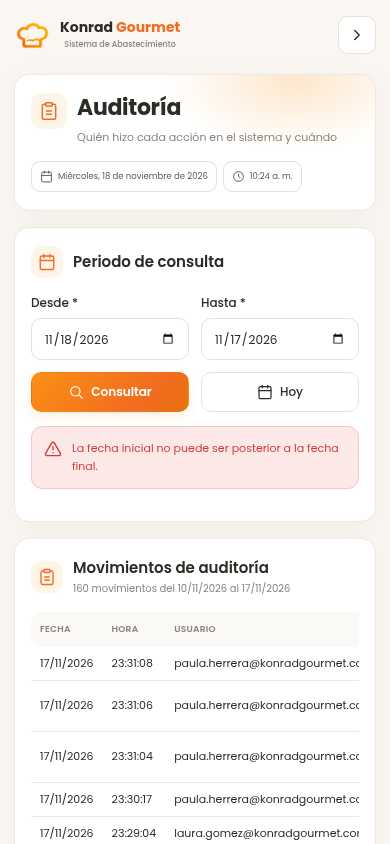 Konrad Gourmet
Sistema de Abastecimiento
Auditoría
Quién hizo cada acción en el sistema y cuándo
Miércoles, 18 de noviembre de 2026
10:24 a. m.
Periodo de consulta
Desde *
Hasta *
11/18/2026
11/17/2026
Consultar
Hoy
La fecha inicial no puede ser posterior a la fecha
final.
Movimientos de auditoría
160 movimientos del 10/11/2026 al 17/11/2026
FECHA HORA USUARIO
17/11/2026 23:31:08 paula.herrera@konradgourmet.co
17/11/2026 23:31:06 paula.herrera@konradgourmet.co
17/11/2026 23:31:04 paula.herrera@konradgourmet.co
17/11/2026 23:30:17 paula.herrera@konradgourmet.co
17/11/2026 23:29:04 laura.gomez@konradgourmet.com